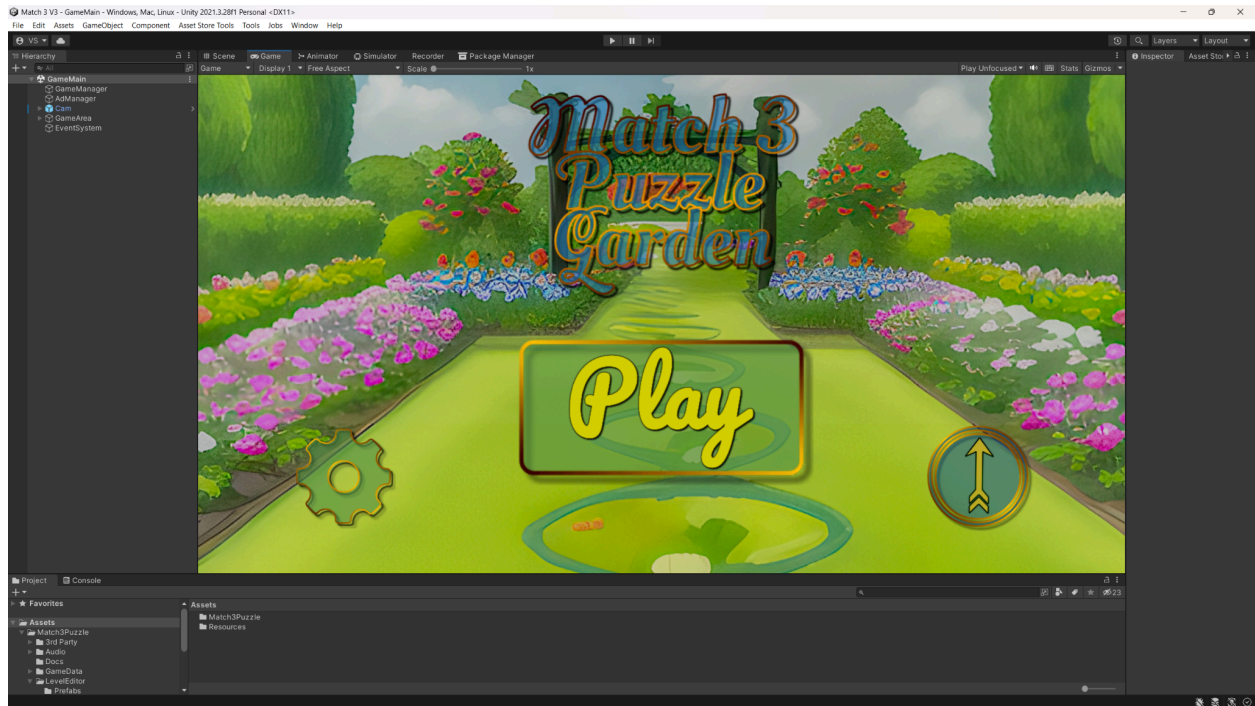 Match 3 V3 - GameMain - Windows, Mac, Linux - Unity 2021.3.28f1 Personal <DX11>
File Edit Assets GameObject Component Asset Store Tools Tools Jobs Window Help
VS Layers Layout
Hierarchy Scene Game Animator Simulator Recorder Package Manager Inspector
All Game Display 1 Free Aspect Scale 1x Play Unfocused Stats Gizmos
GameMain
GameManager
AdManager
Cam
GameArea
EventSystem
Match 3
Puzzle
Garden
Play
Project Console
23
Favorites
Assets
Match3Puzzle
3rd Party
Audio
Docs
GameData
LevelEditor
Prefabs
Assets
Match3Puzzle
Resources